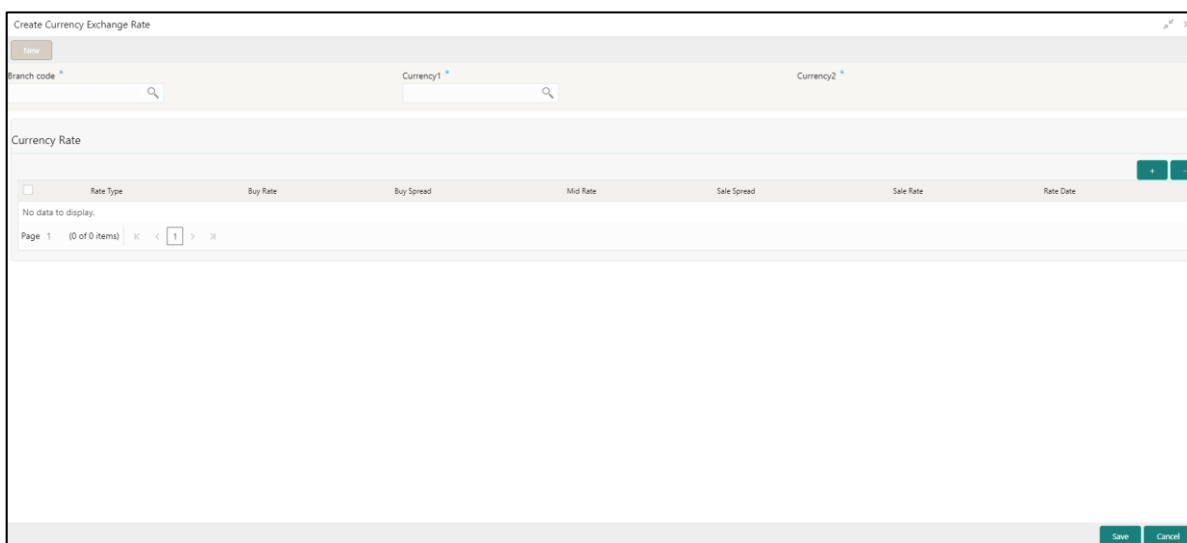 Create Currency Exchange Rate
New
Branch code * Currency1 * Currency2 *
Currency Rate
+ -
Rate Type Buy Rate Buy Spread Mid Rate Sale Spread Sale Rate Rate Date
No data to display.
Page 1 (0 of 0 items) K < 1 > Ɪ
Save Cancel